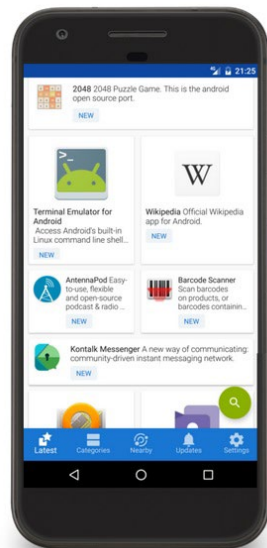 21:25
2048 2048 Puzzle Game. This is the android
open source port.
NEW
>_
W
Terminal Emulator for
Android
Access Android's built-in
Linux command line shell...
NEW
Wikipedia Official Wikipedia
app for Android.
NEW
AntennaPod Easy-
to-use, flexible
and open-source
podcast & radio ...
NEW
Barcode Scanner
Scan barcodes
on products, or
barcodes containin...
NEW
Kontalk Messenger A new way of communicating:
community-driven instant messaging network.
NEW
Latest
Categories
Nearby
Updates
Settings